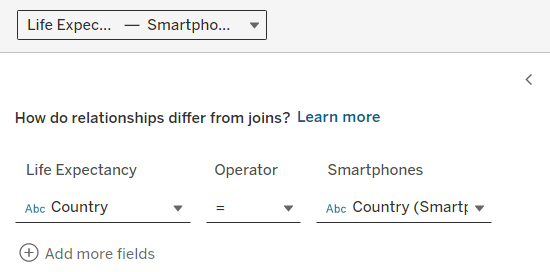 Life Expec... — Smartpho...
How do relationships differ from joins? Learn more
Life Expectancy Operator Smartphones
Abc Country = Abc Country (Smartp
Add more fields